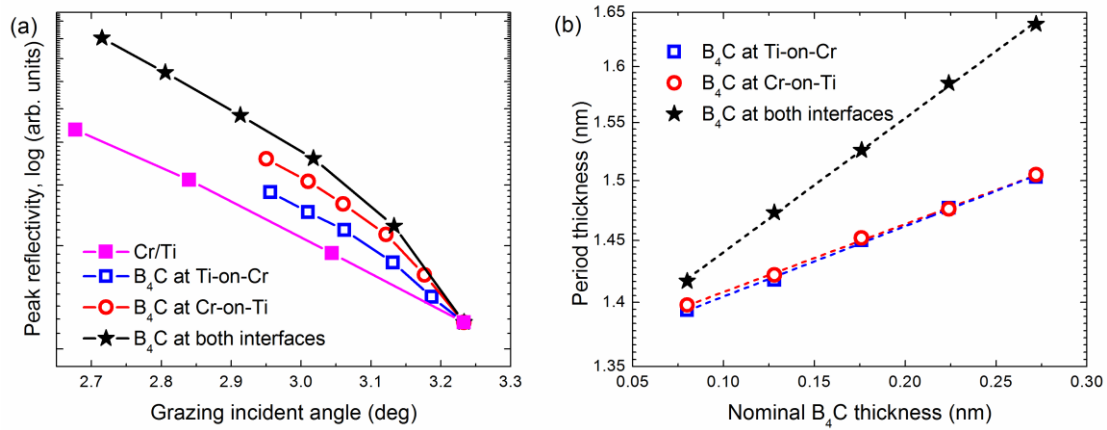 (a)
Peak reflectivity, log (arb. units)
Cr/Ti
B₄C at Ti-on-Cr
B₄C at Cr-on-Ti
B₄C at both interfaces
2.7 2.8 2.9 3.0 3.1 3.2 3.3
Grazing incident angle (deg)
(b)
Period thickness (nm)
1.65
1.6
1.55
1.5
1.45
1.4
1.35
B₄C at Ti-on-Cr
B₄C at Cr-on-Ti
B₄C at both interfaces
0.05 0.10 0.15 0.20 0.25 0.30
Nominal B₄C thickness (nm)